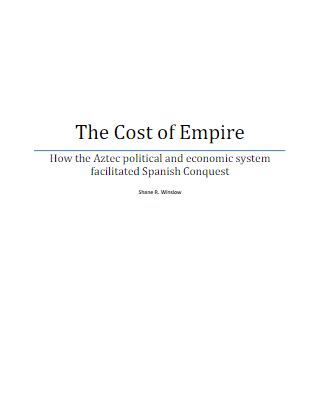 The Cost of Empire
How the Aztec political and economic system
facilitated Spanish Conquest
Shane R. Winslow